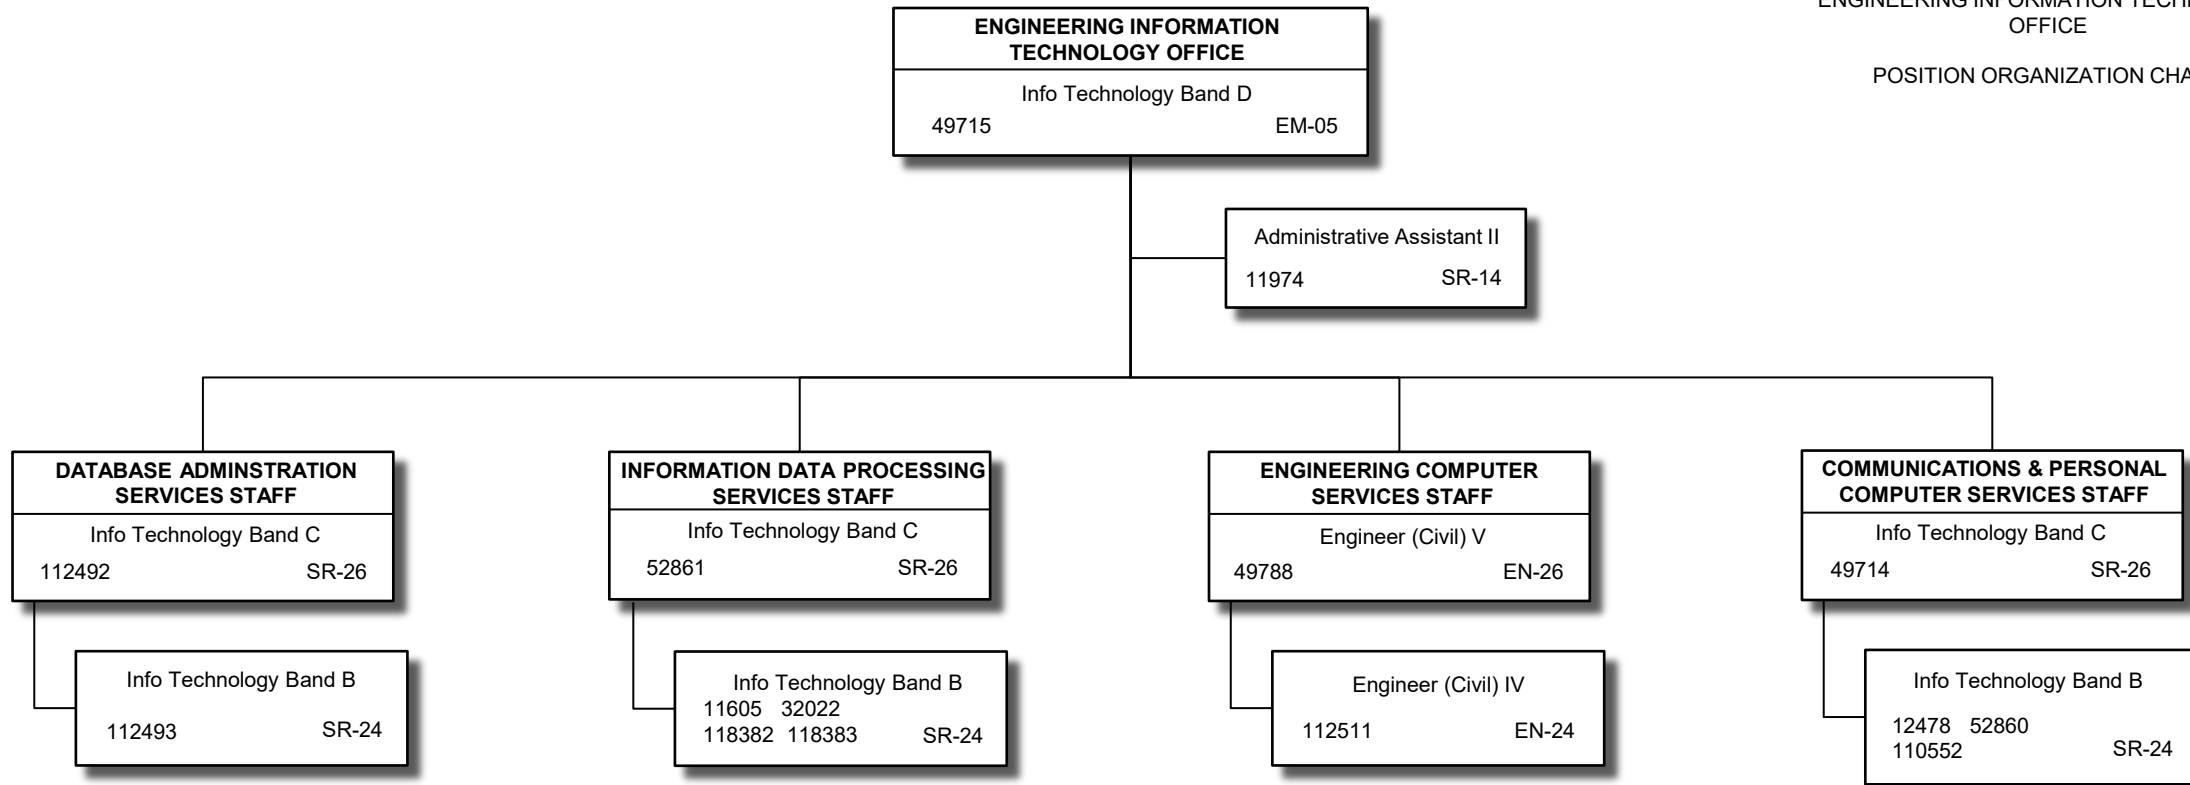 ENGINEERING INFORMATION
OFFICE
POSITION ORGANIZATION
ENGINEERING INFORMATION
TECHNOLOGY OFFICE
Info Technology Band D
49715 EM-05
Administrative Assistant II
11974 SR-14
DATABASE ADMINSTRATION
SERVICES STAFF
Info Technology Band C
112492 SR-26
Info Technology Band B
112493 SR-24
INFORMATION DATA PROCESSING
SERVICES STAFF
Info Technology Band C
52861 SR-26
Info Technology Band B
11605 32022
118382 118383 SR-24
ENGINEERING COMPUTER
SERVICES STAFF
Engineer (Civil) V
49788 EN-26
Engineer (Civil) IV
112511 EN-24
COMMUNICATIONS & PERSONAL
COMPUTER SERVICES STAFF
Info Technology Band C
49714 SR-26
Info Technology Band B
12478 52860
110552 SR-24